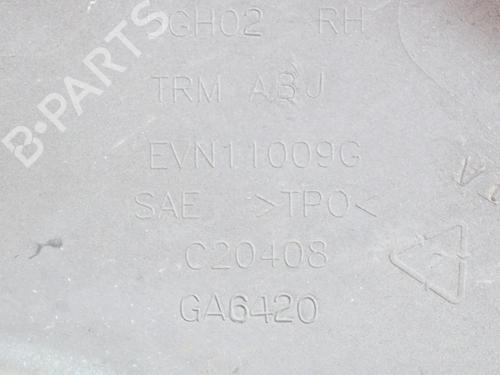 GH02 RH
TRM ABJ
EVN11009G
SAE >TPO<
C20408
GA6420
B-PARTS